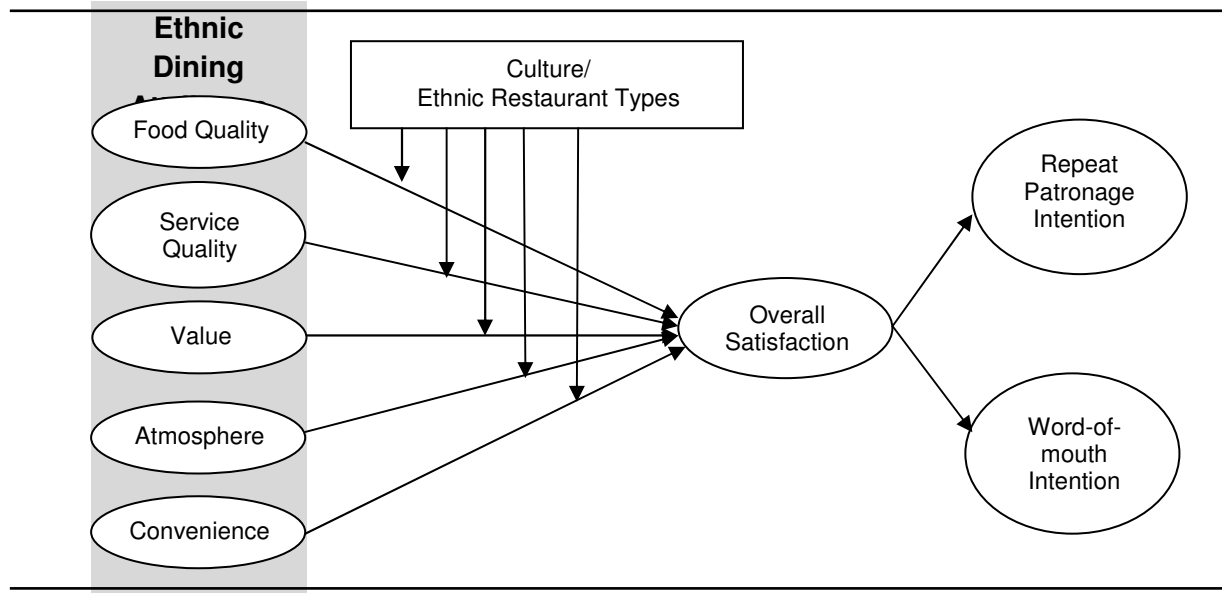 Ethnic
Dining
Culture/
Ethnic Restaurant Types
Food Quality
Service
Quality
Value
Atmosphere
Convenience
Overall
Satisfaction
Repeat
Patronage
Intention
Word-of-
mouth
Intention